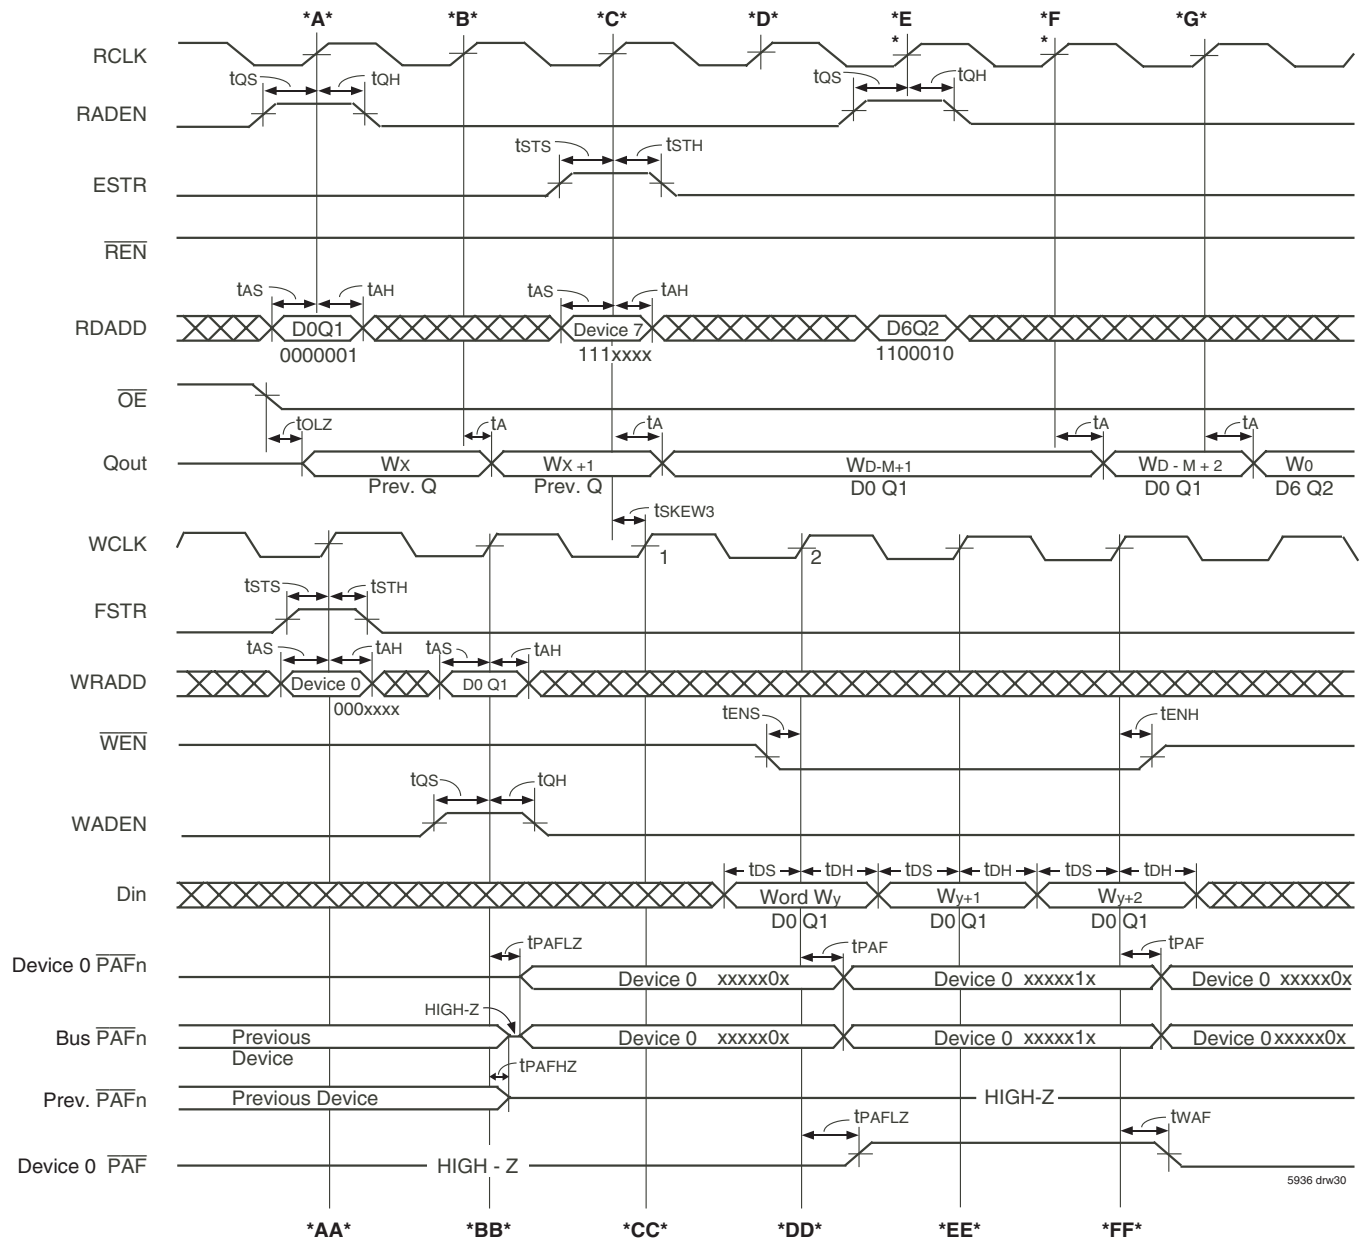 *A* *B* *C* *D* *E *F *G*
* *
RCLK
tQS tQH tQS tQH
RADEN
tSTS tSTH
ESTR
REN
tAS tAH tAS tAH
RDADD D0Q1 Device 7 D6Q2
0000001 111xxxx 1100010
OE
tOLZ tA tA tA tA
Qout WX WX +1 WD-M+1 WD - M + 2 W0
Prev. Q Prev. Q D0 Q1 D0 Q1 D6 Q2
tSKEW3
WCLK 1 2
tSTS tSTH
FSTR
tAS tAH tAS tAH
WRADD Device 0 D0 Q1
000xxxx
tENS tENH
WEN
tQS tQH
WADEN
tDS tDH tDS tDH tDS tDH
Din Word Wy Wy+1 Wy+2
D0 Q1 D0 Q1 D0 Q1
tPAFLZ tPAF tPAF
Device 0 PAFn Device 0 xxxxx0x Device 0 xxxxx1x Device 0 xxxxx0x
HIGH-Z
Bus PAFn Previous Device 0 xxxxx0x Device 0 xxxxx1x Device 0 xxxxx0x
Device
tPAFHZ
Prev. PAFn Previous Device HIGH-Z
tPAFLZ tWAF
Device 0 PAF HIGH - Z
5936 drw30
*AA* *BB* *CC* *DD* *EE* *FF*